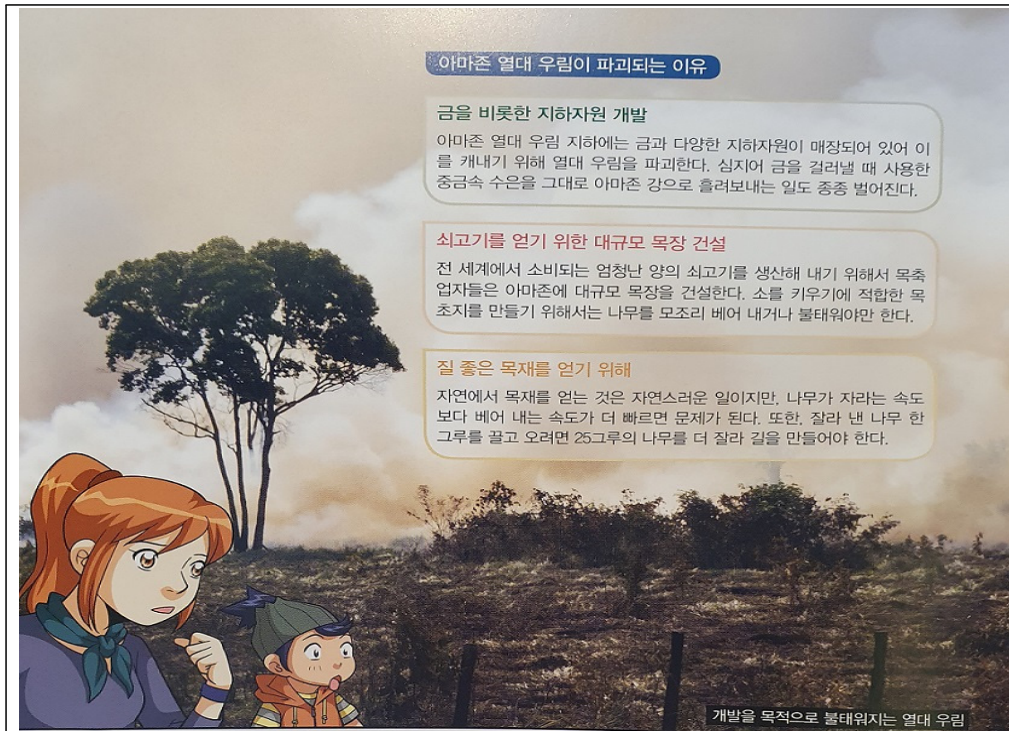 아마존 열대 우림이 파괴되는 이유
금을 비롯한 지하자원 개발
아마존 열대 우림 지하에는 금과 다양한 지하자원이 매장되어 있어 이
를 캐내기 위해 열대 우림을 파괴한다. 심지어 금을 걸러낼 때 사용한
중금속 수은을 그대로 아마존 강으로 흘려보내는 일도 종종 벌어진다.
쇠고기를 얻기 위한 대규모 목장 건설
전 세계에서 소비되는 엄청난 양의 쇠고기를 생산해 내기 위해서 목축
업자들은 아마존에 대규모 목장을 건설한다. 소를 키우기에 적합한 목
초지를 만들기 위해서는 나무를 모조리 베어 내거나 불태워야만 한다.
질 좋은 목재를 얻기 위해
자연에서 목재를 얻는 것은 자연스러운 일이지만, 나무가 자라는 속도
보다 베어 내는 속도가 더 빠르면 문제가 된다. 또한, 잘라 낸 나무 한
그루를 끌고 오려면 25그루의 나무를 더 잘라 길을 만들어야 한다.
개발을 목적으로 불태워지는 열대 우림